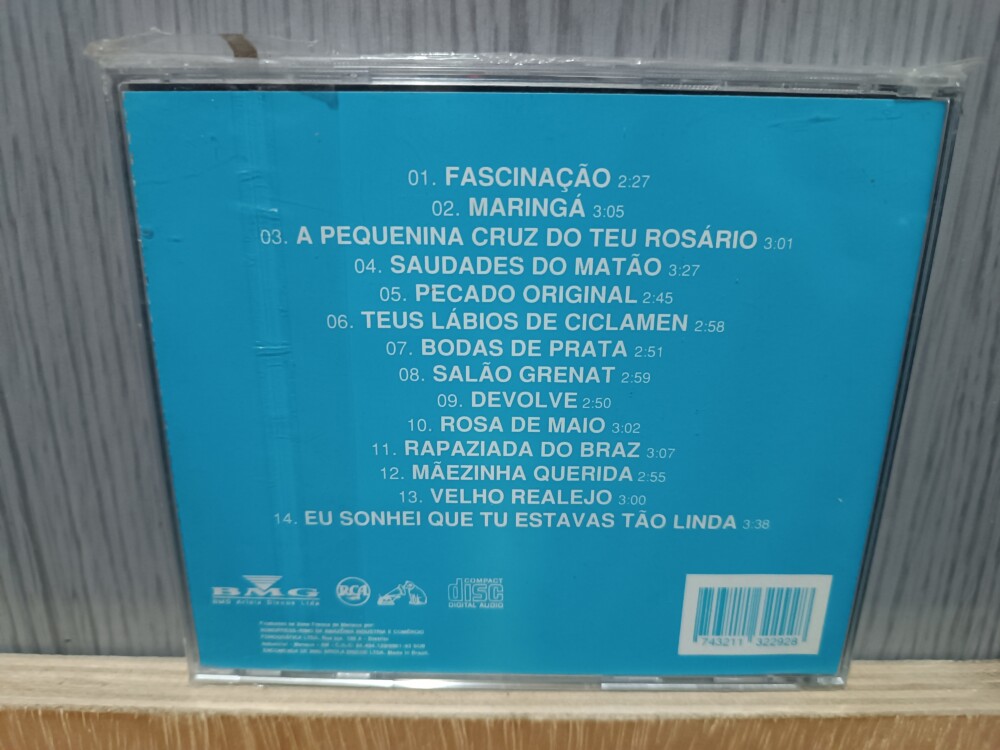 01. FASCINAÇÃO 2:27
02. MARINGÁ 3:05
03. A PEQUENINA CRUZ DO TEU ROSÁRIO 3:01
04. SAUDADES DO MATÃO 3:27
05. PECADO ORIGINAL 2:45
06. TEUS LÁBIOS DE CICLAMEN 2:58
07. BODAS DE PRATA 2:51
08. SALÃO GRENAT 2:59
09. DEVOLVE 2:50
10. ROSA DE MAIO 3:02
11. RAPAZIADA DO BRAZ 3:07
12. MÃEZINHA QUERIDA 2:55
13. VELHO REALEJO 3:00
14. EU SONHEI QUE TU ESTAVAS TÃO LINDA 3:38
BMG
BMG Ariola Discos Ltda
RCA
COMPACT
disc
DIGITAL AUDIO
743211 322928